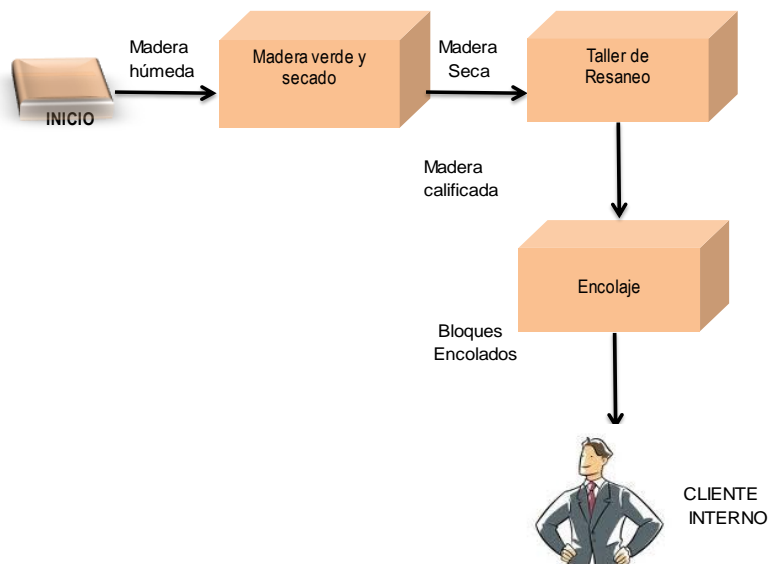 INICIO
Madera
húmeda
Madera verde y
secado
Madera
Seca
Taller de
Resaneo
Madera
calificada
Encolaje
Bloques
Encolados
CLIENTE
INTERNO